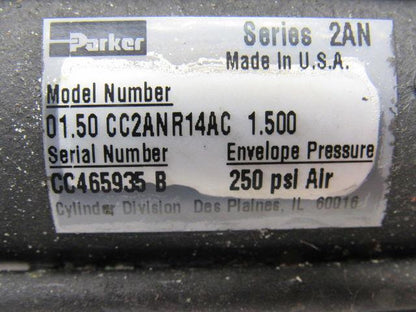 Parker
Series 2AN
Made In U.S.A.
Model Number
01.50 CC2ANR14AC 1.500
Serial Number Envelope Pressure
CC465935 B 250 psi Air
Cylinder Division Des Plaines, IL 60016